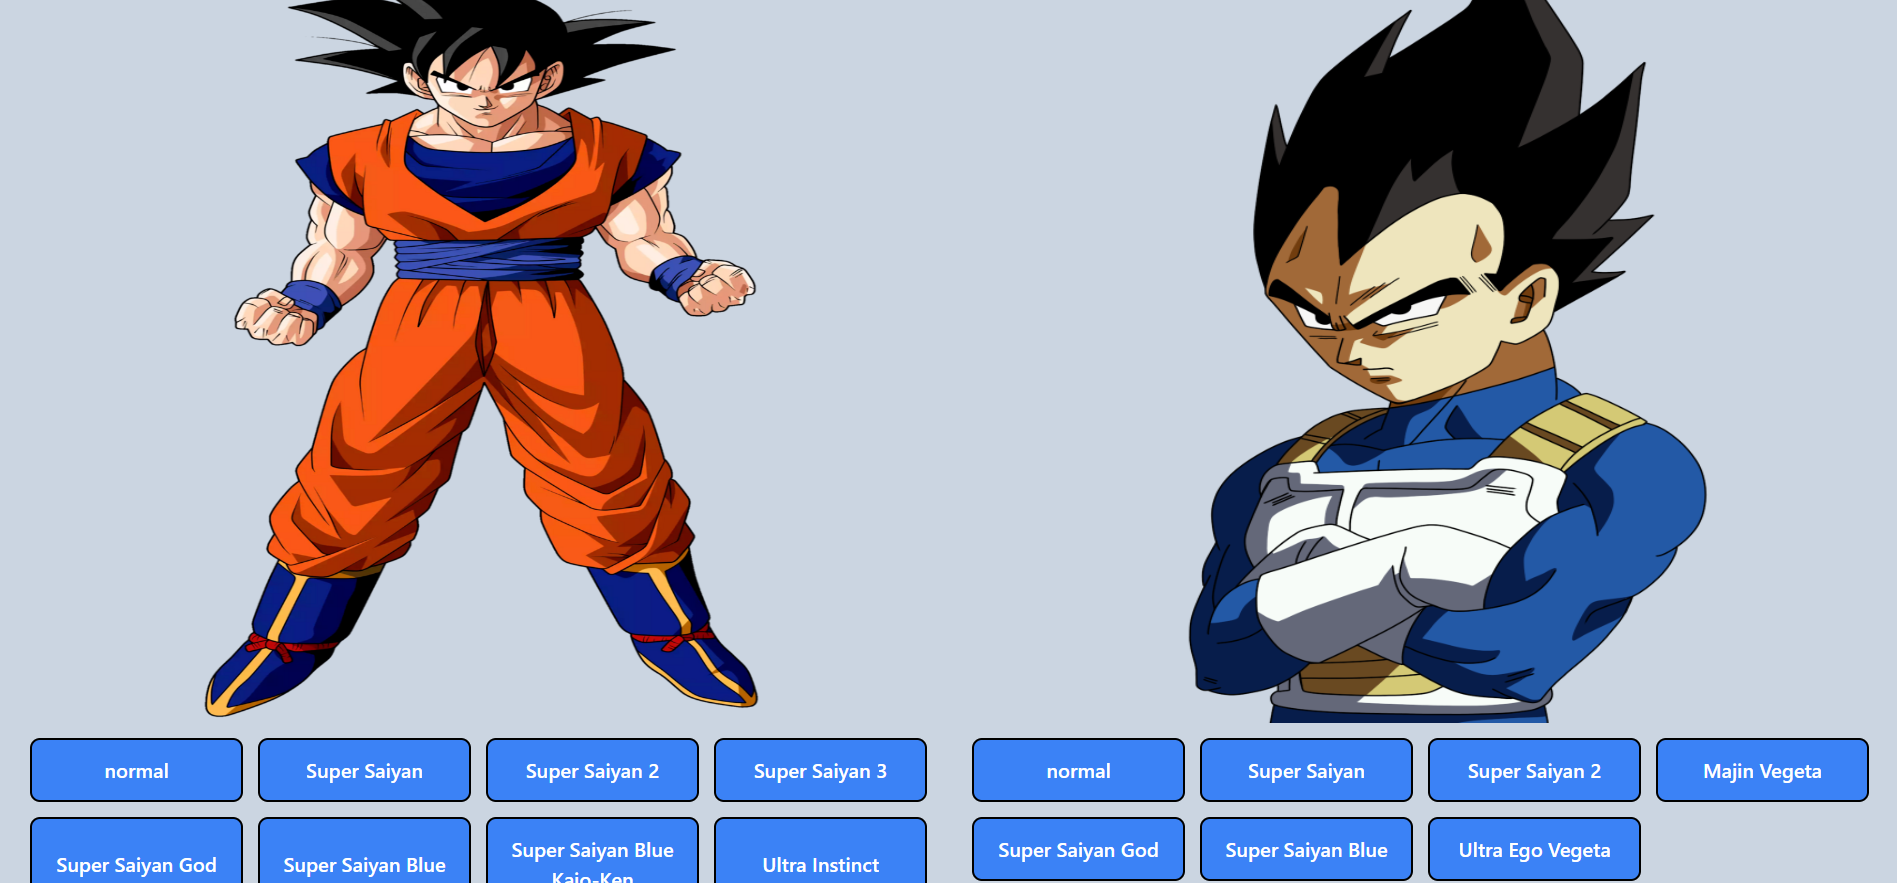 normal
Super Saiyan
Super Saiyan 2
Super Saiyan 3
Super Saiyan God
Super Saiyan Blue
Super Saiyan Blue
Kaio-Ken
Ultra Instinct
normal
Super Saiyan
Super Saiyan 2
Majin Vegeta
Super Saiyan God
Super Saiyan Blue
Ultra Ego Vegeta